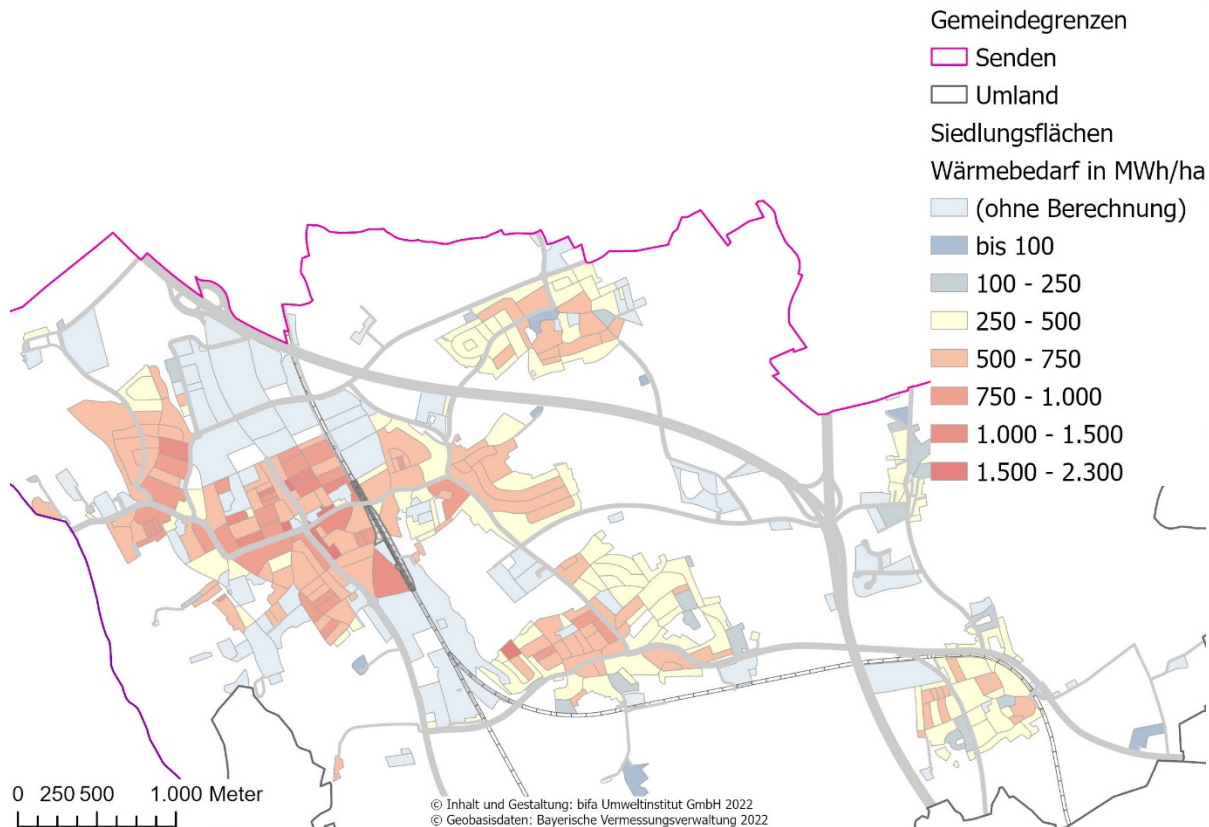 Gemeindegrenzen
Senden
Umland
Siedlungsflächen
Wärmebedarf in MWh/ha
(ohne Berechnung)
bis 100
100 - 250
250 - 500
500 - 750
750 - 1.000
1.000 - 1.500
1.500 - 2.300
0 250 500 1.000 Meter
© Inhalt und Gestaltung: bifa Umweltinstitut GmbH 2022
© Geobasisdaten: Bayerische Vermessungsverwaltung 2022